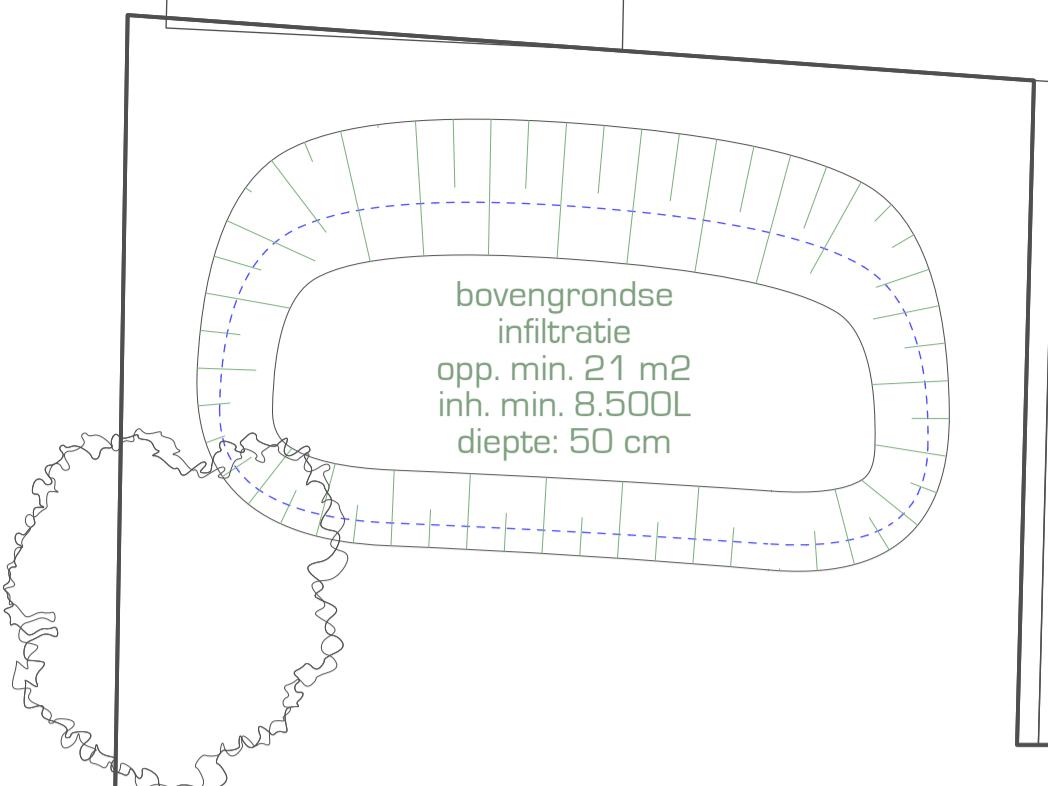 bovengrondse
infiltratie
opp. min. 21 m2
inh. min. 8.500L
diepte: 50 cm